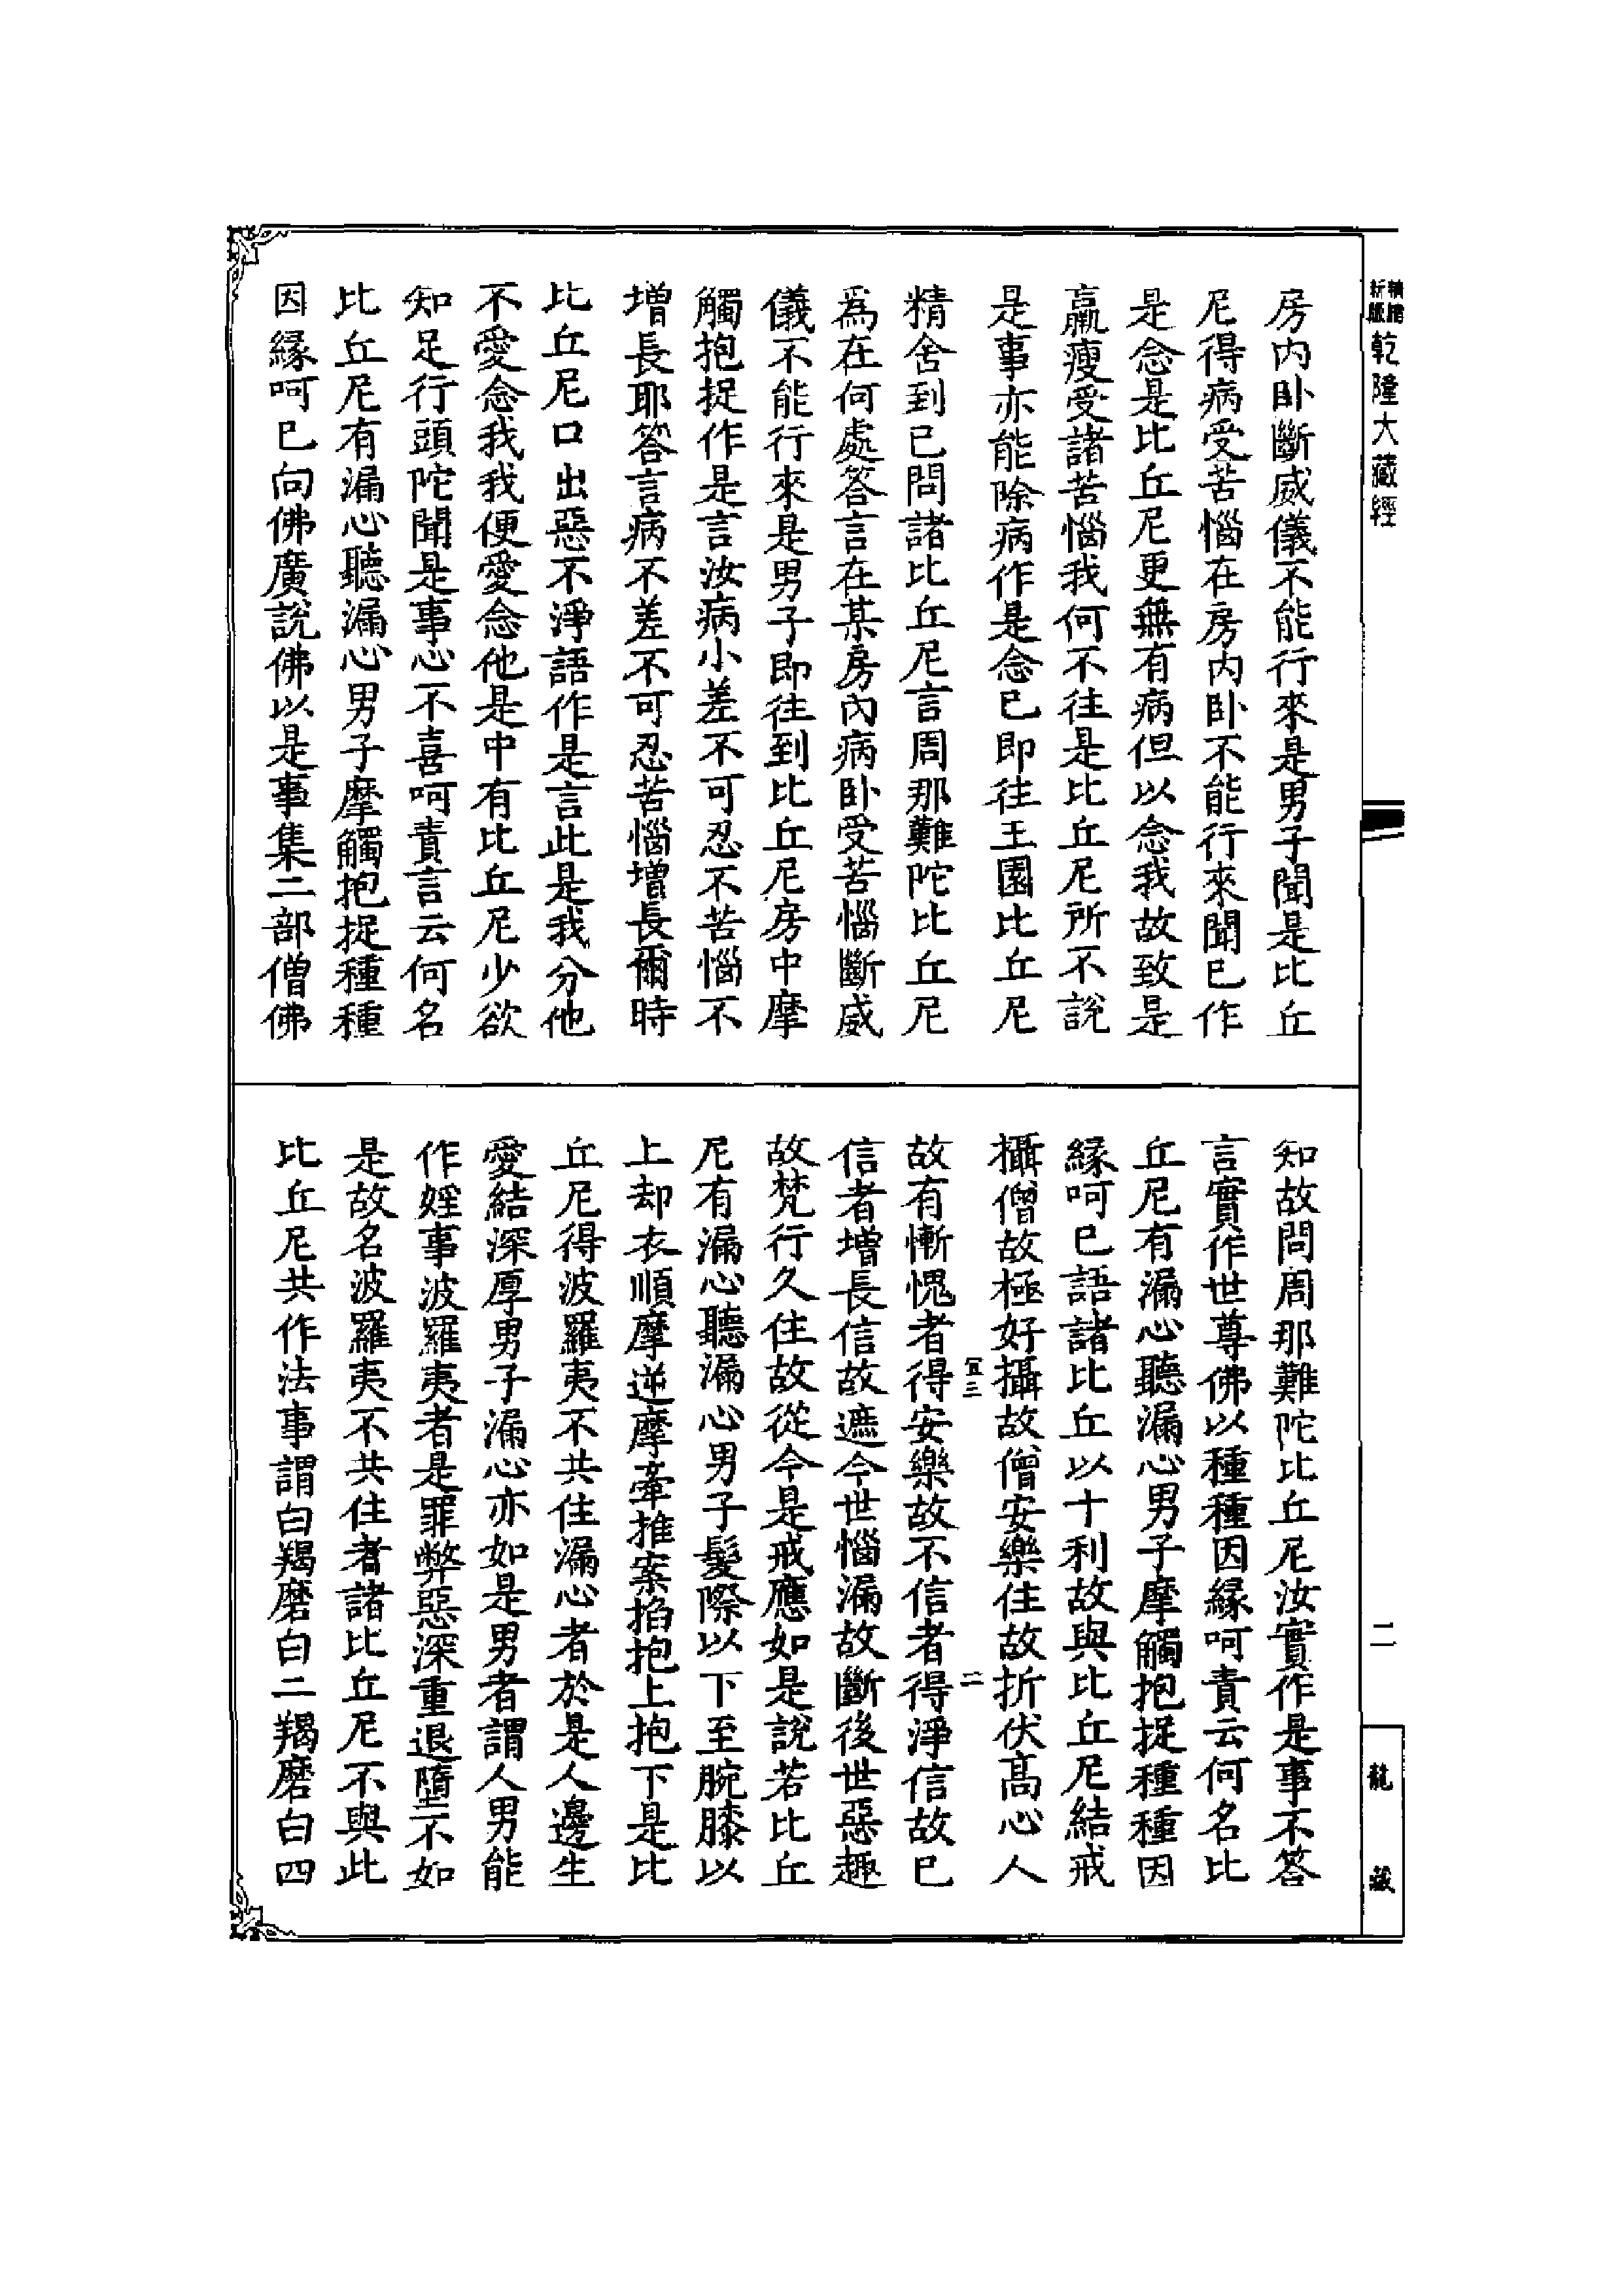 乾隆大藏經
房內卧斷威儀不能行來是男子聞是比丘
尼得病受苦惱在房內卧不能行來聞已作
是念是比丘尼更無有病但以念我故致是
羸瘦受諸苦惱我何不往是比丘尼所不說
是事亦能除病作是念已即往王園比丘尼
精舍到已問諸比丘尼言周那難陀比丘尼
為在何處答言在某房內病卧受苦惱斷威
儀不能行來是男子即往到比丘尼房中摩
觸抱捉作是言汝病小差不可忍不苦惱不
增長耶答言病不差不可忍苦惱增長爾時
比丘尼口出惡不淨語作是言此是我分他
不愛念我我便愛念他是中有比丘尼少欲
知足行頭陀聞是事心不喜呵責言云何名
比丘尼有漏心聽漏心男子摩觸抱捉種種
因緣呵已向佛廣說佛以是事集二部僧佛
知故問周那難陀比丘尼汝實作是事不答
言實作世尊佛以種種因緣呵責云何名比
丘尼有漏心聽漏心男子摩觸抱捉種種因
緣呵已語諸比丘以十利故與比丘尼結戒
攝僧故極好攝故僧安樂住故折伏高心人
宜三 二
故有慚愧者得安樂故不信者得淨信故已
信者增長信故遮今世惱漏故斷後世惡趣
故梵行久住故從今是戒應如是說若比丘
尼有漏心聽漏心男子髮際以下至腕膝以
上却衣順摩逆摩牽推案掐抱上抱下是比
丘尼得波羅夷不共住漏心者於是人邊生
愛結深厚男子漏心亦如是男者謂人男能
作婬事波羅夷者是罪弊惡深重退墮不如
是故名波羅夷不共住者諸比丘尼不與此
比丘尼共作法事謂白羯磨白二羯磨白四
二
龍藏